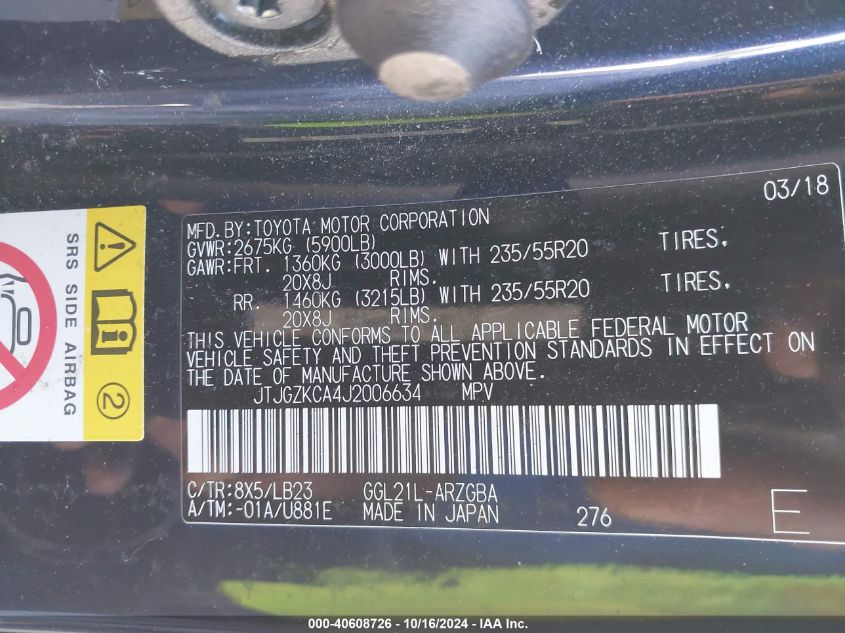 03/18
MFD.BY:TOYOTA MOTOR CORPORATION
GVWR:2675KG (5900LB)
GAWR:FRT. 1360KG (3000LB) WITH 235/55R20 TIRES,
20X8J RIMS.
RR. 1460KG (3215LB) WITH 235/55R20 TIRES,
20X8J RIMS.
THIS VEHICLE CONFORMS TO ALL APPLICABLE FEDERAL MOTOR
VEHICLE SAFETY AND THEFT PREVENTION STANDARDS IN EFFECT ON
THE DATE OF MANUFACTURE SHOWN ABOVE.
JTJGZKCA4J2006634 MPV
C/TR:8X5/LB23 GGL21L-ARZGBA
A/TM:-01A/U881E MADE IN JAPAN 276 E
SRS SIDE AIRBAG
2
000-40608726 - 10/16/2024 - IAA Inc.